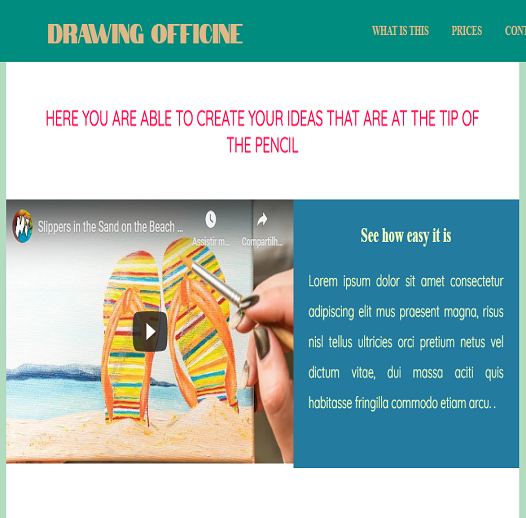 DRAWING OFFICINE
WHAT IS THIS PRICES CONT
HERE YOU ARE ABLE TO CREATE YOUR IDEAS THAT ARE AT THE TIP OF
THE PENCIL
Slippers in the Sand on the Beach ...
Assistir m... Compartilh...
See how easy it is
Lorem ipsum dolor sit amet consectetur
adipiscing elit mus praesent magna, risus
nisl tellus ultricies orci pretium netus vel
dictum vitae, dui massa aciti quis
habitasse fringilla commodo etiam arcu. .